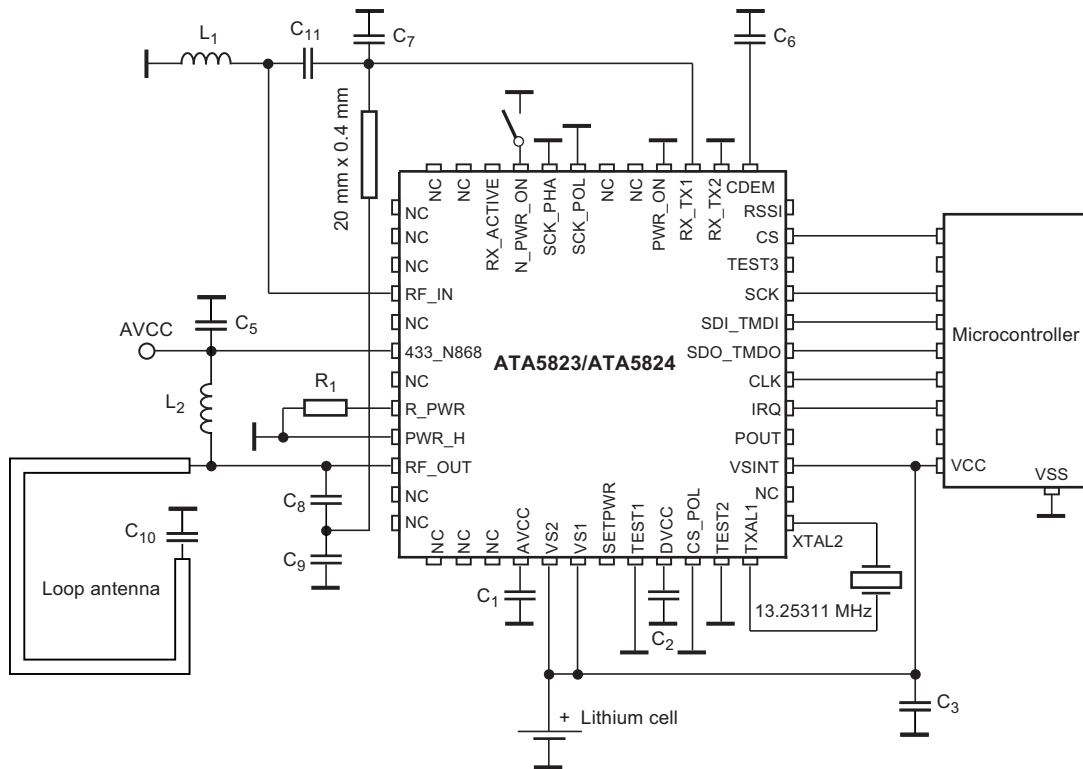 L1
C11
C7
C6
20 mm x 0.4 mm
NC
NC
RX_ACTIVE
N_PWR_ON
SCK_PHA
SCK_POL
NC
NC
PWR_ON
RX_TX1
RX_TX2
CDEM
NC
NC
NC
RF_IN
NC
433_N868
NC
R_PWR
PWR_H
RF_OUT
NC
NC
AVCC
C5
L2
R1
C8
C9
C10
Loop antenna
ATA5823/ATA5824
RSSI
CS
TEST3
SCK
SDI_TMDI
SDO_TMDO
CLK
IRQ
POUT
VSINT
NC
XTAL2
Microcontroller
VCC
VSS
NC
NC
NC
AVCC
VS2
VS1
SETPWR
TEST1
DVCC
CS_POL
TEST2
TXAL1
C1
C2
13.25311 MHz
C3
+ Lithium cell